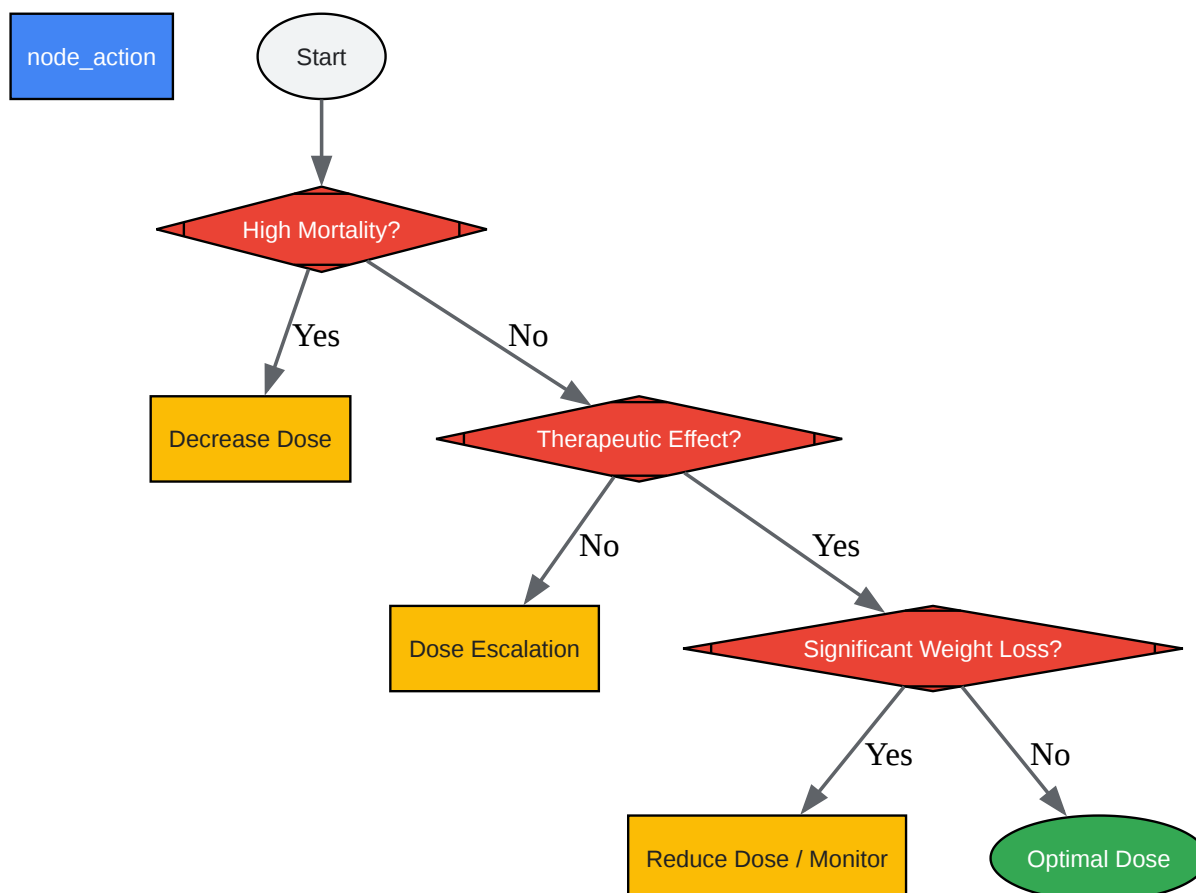 node_action
Start
High Mortality?
Yes
No
Decrease Dose
Therapeutic Effect?
No
Yes
Dose Escalation
Significant Weight Loss?
Yes
No
Reduce Dose / Monitor
Optimal Dose